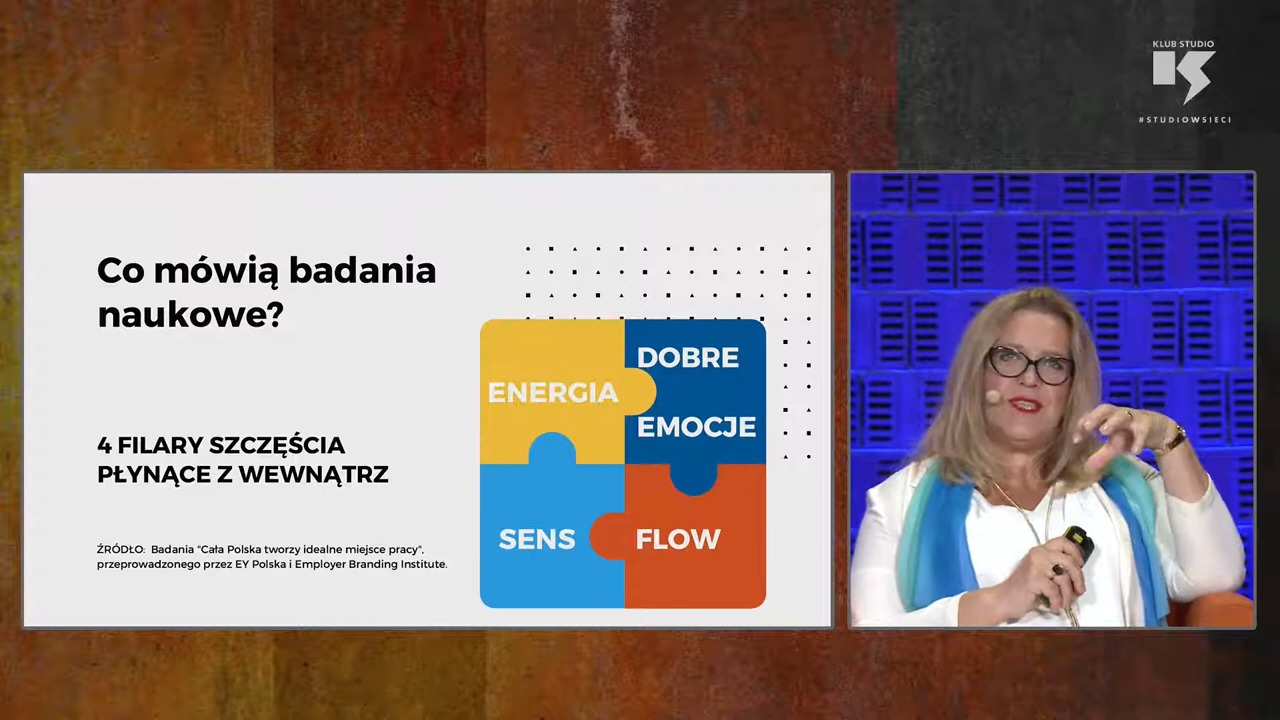 KLUB STUDIO
#STUDIOWSIECI
Co mówią badania
naukowe?
4 FILARY SZCZĘŚCIA
PŁYNĄCE Z WEWNĄTRZ
ŹRÓDŁO: Badania "Cała Polska tworzy idealne miejsce pracy",
przeprowadzonego przez EY Polska i Employer Branding Institute.
ENERGIA
DOBRE
EMOCJE
SENS
FLOW